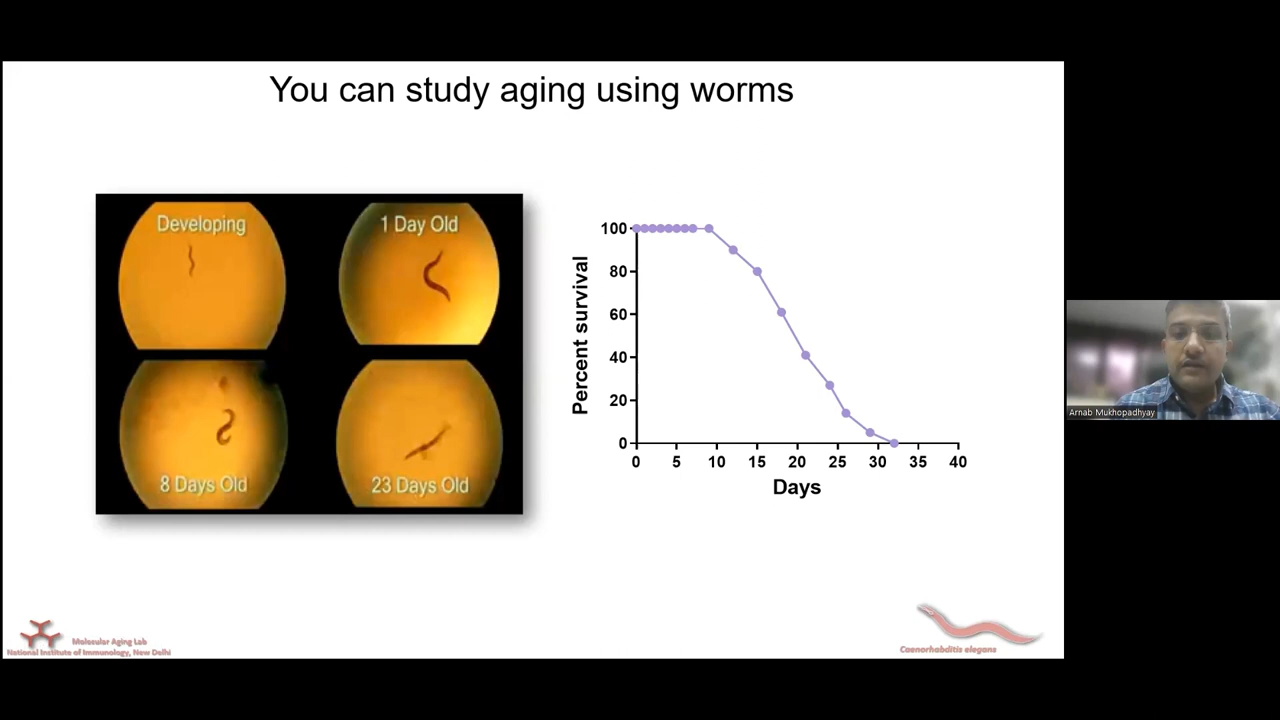 You can study aging using worms
Developing
1 Day Old
8 Days Old
23 Days Old
Percent survival
100
80
60
40
20
0
0 5 10 15 20 25 30 35 40
Days
Arnab Mukhopadhyay
Molecular Aging Lab
National Institute of Immunology, New Delhi
Caenorhabditis elegans